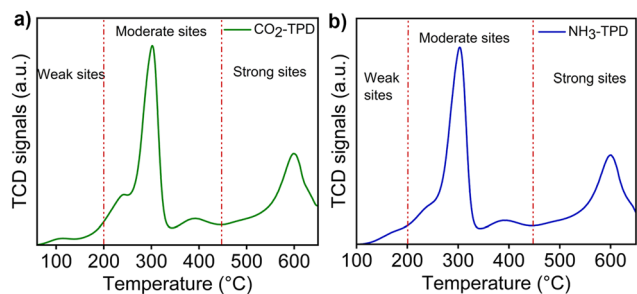 a)
Moderate sites
CO2-TPD
Weak sites
Strong sites
TCD signals (a.u.)
100 200 300 400 500 600
Temperature (°C)
b)
Moderate sites
NH3-TPD
Weak
sites
Strong sites
TCD signals (a.u.)
100 200 300 400 500 600
Temperature (°C)